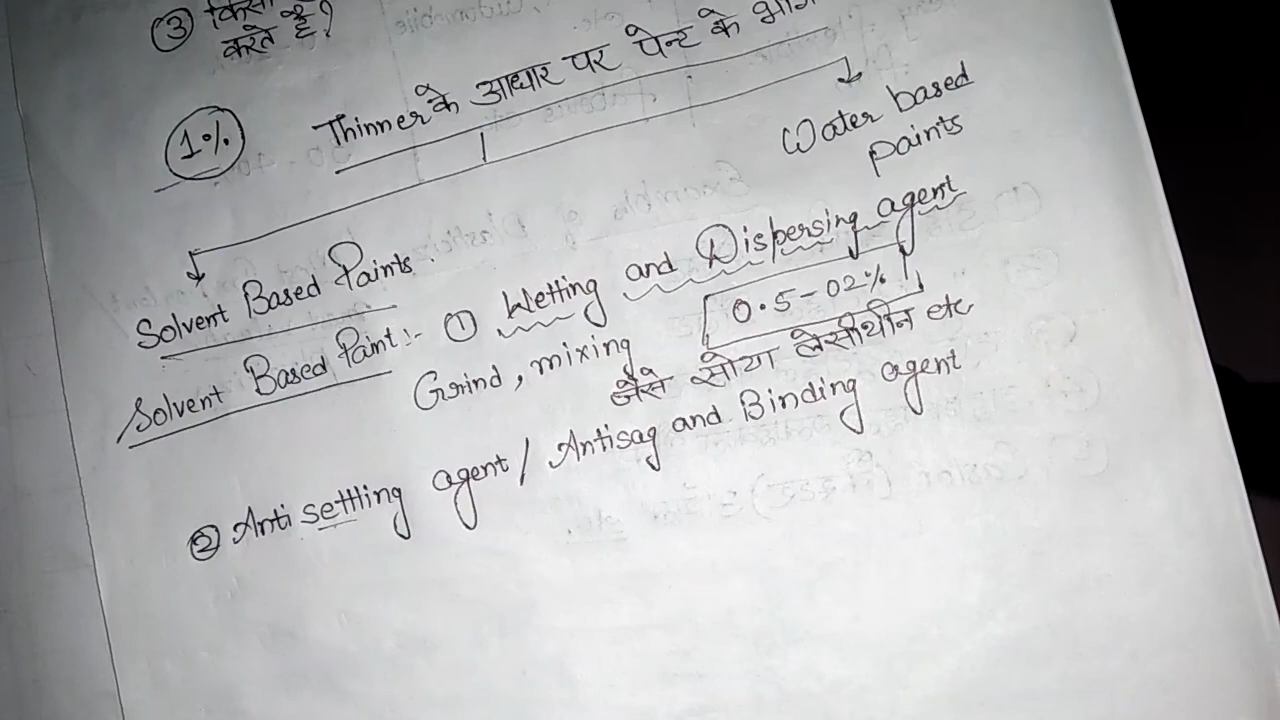 ③ किसी
करते है?
1% Thinner के आधार पर पेन्ट के भाग
Water based
paints
Solvent Based Paints
Solvent Based Paint:- ① Wetting and Dispersing agent
Grind, mixing 0.5-02%
जैसे सोया लेसीथीन etc
② Anti settling agent / Antisag and Binding agent